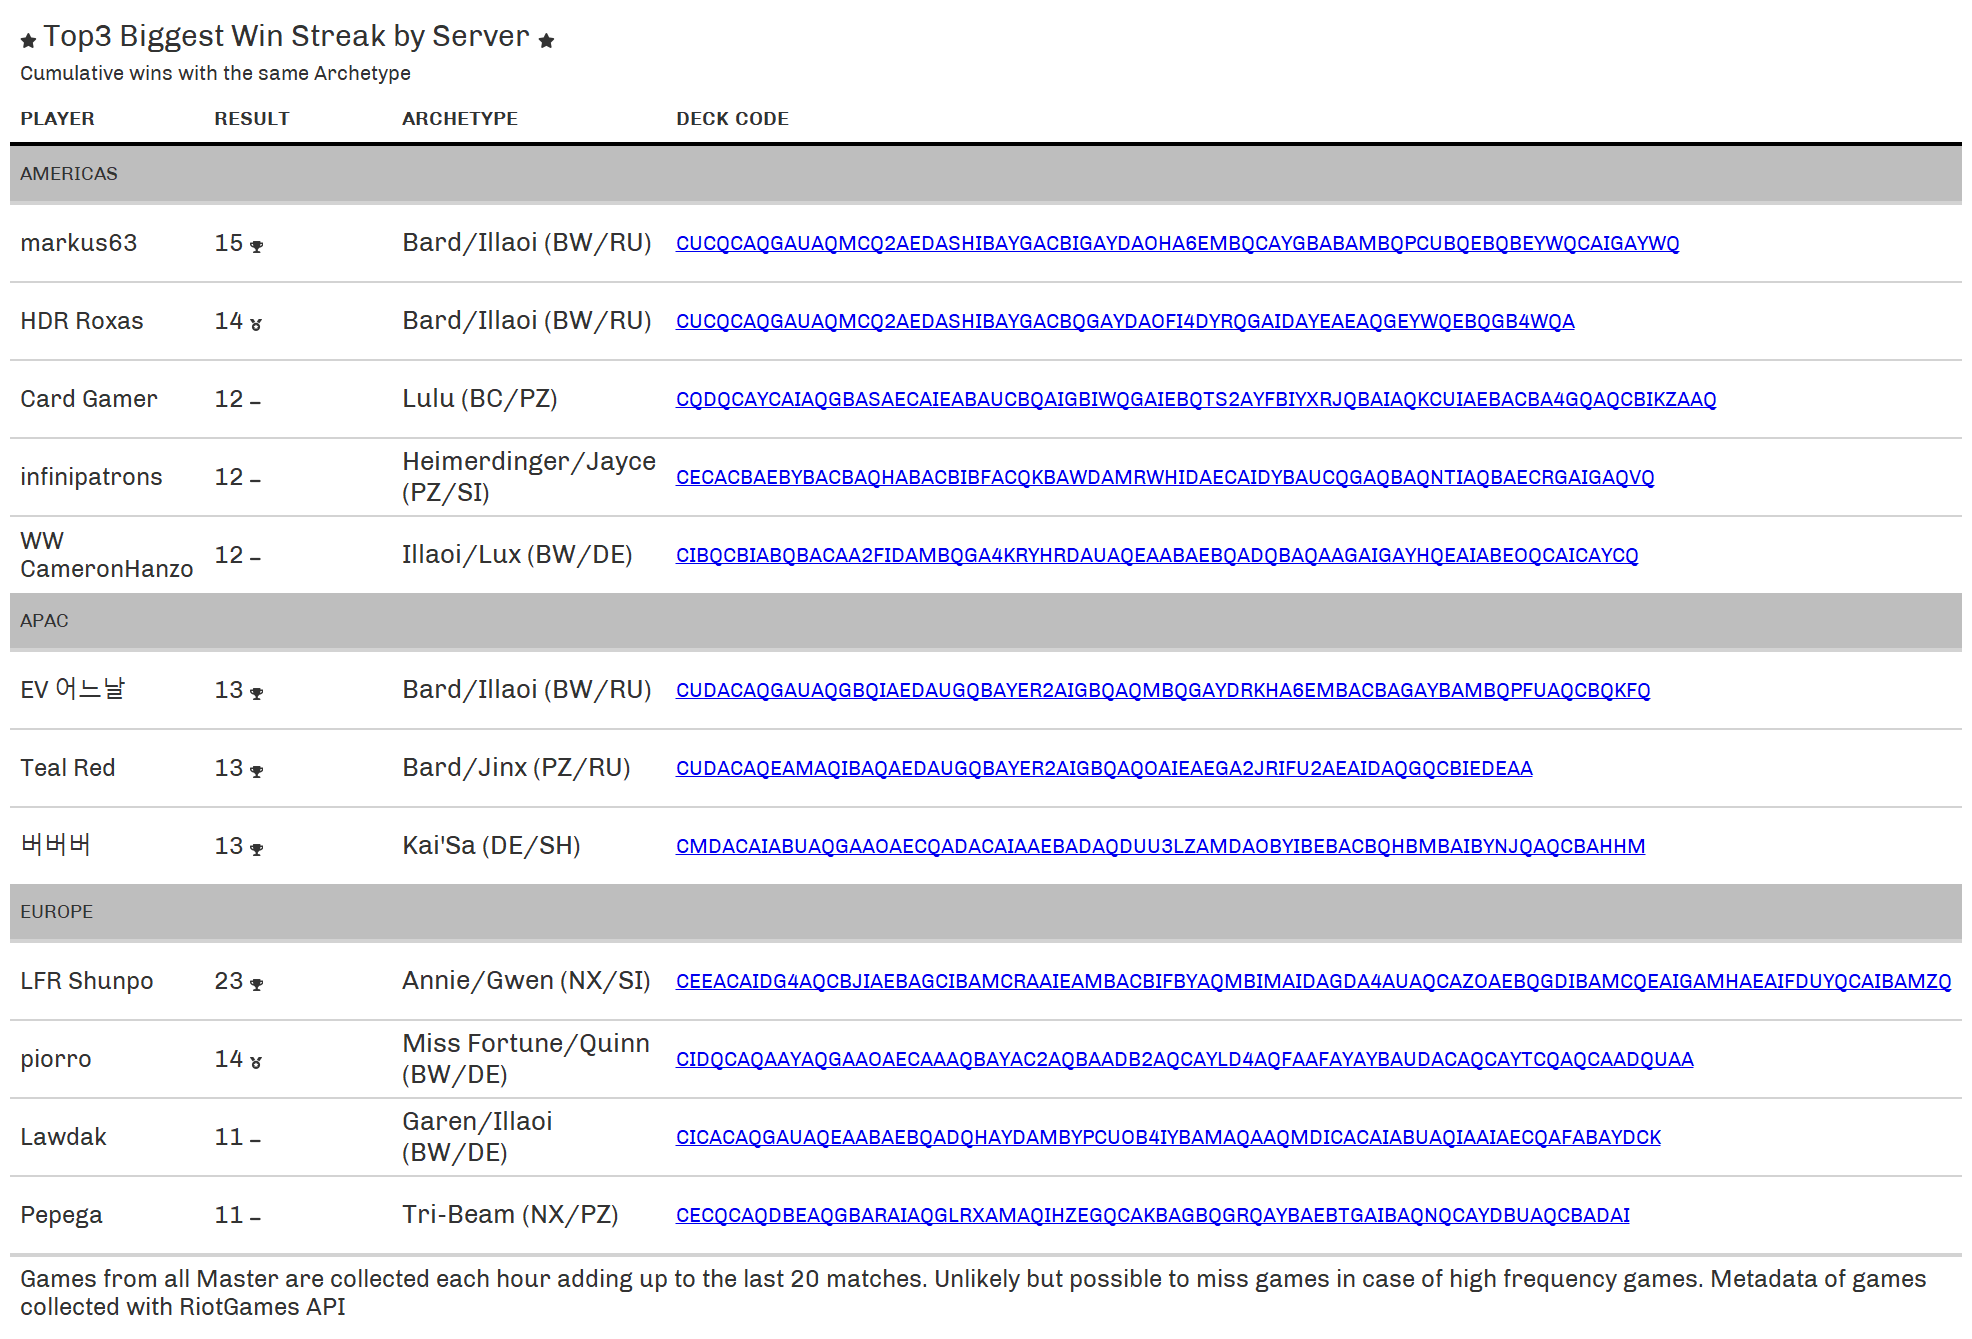 ★ Top3 Biggest Win Streak by Server ★
Cumulative wins with the same Archetype
PLAYER RESULT ARCHETYPE DECK CODE
AMERICAS
markus63 15 Bard/Illaoi (BW/RU) CUCQCAQGAUAQMCQ2AEDASHIBAYGACBIGAYDAOHA6EMBQCAYGBABAMBQPCUBQEBQBEYWQCAIGAYWQ
HDR Roxas 14 Bard/Illaoi (BW/RU) CUCQCAQGAUAQMCQ2AEDASHIBAYGACBQGAYDAOFI4DYRQGAIDAYEAEAQGEYWQEBQGB4WQA
Card Gamer 12 – Lulu (BC/PZ) CQDQCAYCAIAQGBASAECAIEABAUCBQAIGBIWQGAIEBQTS2AYFBIYXRJQBAIAQKCUIAEBACBA4GQAQCBIKZAAQ
infinipatrons 12 – Heimerdinger/Jayce (PZ/SI) CECACBAEBYBACBAQHABACBIBFACQKBAWDAMRWHIDAECAIDYBAUCQGAQBAQNTIAQBAECRGAIGAQVQ
WW CameronHanzo 12 – Illaoi/Lux (BW/DE) CIBQCBIABQBACAA2FIDAMBQGA4KRYHRDAUAQEAABAEBQADQBAQAAGAIGAYHQEAIABEOQCAICAYCQ
APAC
EV 어느날 13 Bard/Illaoi (BW/RU) CUDACAQGAUAQGBQIAEDAUGQBAYER2AIGBQAQMBQGAYDRKHA6EMBACBAGAYBAMBQPFUAQCBQKFQ
Teal Red 13 Bard/Jinx (PZ/RU) CUDACAQEAMAQIBAQAEDAUGQBAYER2AIGBQAQOAIEAEGA2JRIFU2AEAIDAQGQCBIEDEAA
버버버 13 Kai'Sa (DE/SH) CMDACAIABUAQGAAOAECQADACAIAAEBADAQDUU3LZAMDAOBYIBEBACBQHBMBAIBYNJQAQCBAHHM
EUROPE
LFR Shunpo 23 Annie/Gwen (NX/SI) CEEACAIDG4AQCBJIAEBAGCIBAMCRAAIEAMBACBIFBYAQMBIMAIDAGDA4AUAQCAZOAEBQGDIBAMCQEAIGAMHAEAIFDUYQCAIBAMZQ
piorro 14 Miss Fortune/Quinn (BW/DE) CIDQCAQAAYAQGAAOAECAAAQBAYAC2AQBAADB2AQCAYLD4AQFAAFAYAYBAUDACAQCAYTCQAQCAADQUAA
Lawdak 11 – Garen/Illaoi (BW/DE) CICACAQGAUAQEAABAEBQADQHAYDAMBYPCUOB4IYBAMAQAAQMDICACAIABUAQIAAIAECQAFABAYDCK
Pepega 11 – Tri-Beam (NX/PZ) CECQCAQDBEAQGBARAIAQGLRXAMAQIHZEGQCAKBAGBQGRQAYBAEBTGAIBAQNQCAYDBUAQCBADAI
Games from all Master are collected each hour adding up to the last 20 matches. Unlikely but possible to miss games in case of high frequency games. Metadata of games
collected with RiotGames API